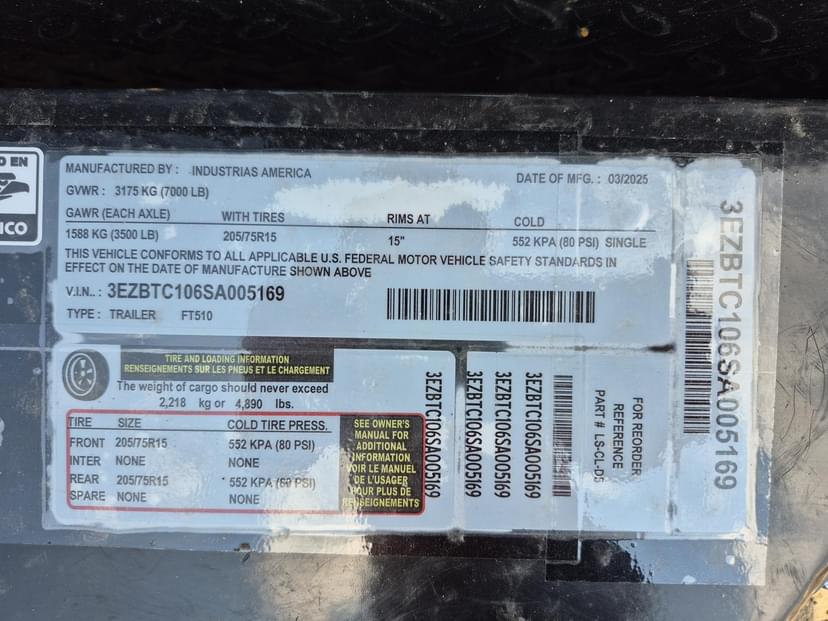 O EN
ICO
MANUFACTURED BY : INDUSTRIAS AMERICA
DATE OF MFG. : 03/2025
GVWR : 3175 KG (7000 LB)
GAWR (EACH AXLE) WITH TIRES RIMS AT COLD
1588 KG (3500 LB) 205/75R15 15" 552 KPA (80 PSI) SINGLE
THIS VEHICLE CONFORMS TO ALL APPLICABLE U.S. FEDERAL MOTOR VEHICLE SAFETY STANDARDS IN
EFFECT ON THE DATE OF MANUFACTURE SHOWN ABOVE
V.I.N.. : 3EZBTC106SA005169
TYPE : TRAILER FT510
TIRE AND LOADING INFORMATION
RENSEIGNEMENTS SUR LES PNEUS ET LE CHARGEMENT
The weight of cargo should never exceed
2,218 kg or 4,890 lbs.
TIRE SIZE COLD TIRE PRESS.
FRONT 205/75R15 552 KPA (80 PSI)
INTER NONE NONE
REAR 205/75R15 552 KPA (80 PSI)
SPARE NONE NONE
SEE OWNER'S
MANUAL FOR
ADDITIONAL
INFORMATION
VOIR LE MANUEL
DE L'USAGER
POUR PLUS DE
RENSEIGNEMENTS
3EZBTC106SA005169
3EZBTC106SA005169
3EZBTC106SA005169
3EZBTC106SA005169
FOR REORDER
REFERENCE
PART # LS-CL-D5
3EZBTC106SA005169